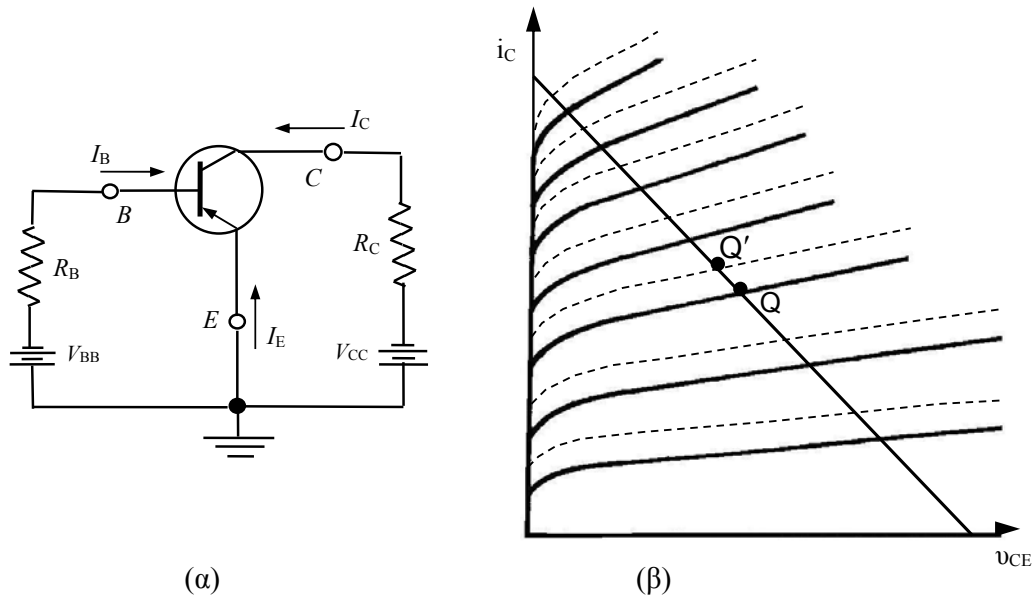 I_C
I_B
B
C
R_B
R_C
E
I_E
V_BB
V_CC
(α)
i_C
Q′
Q
υ_CE
(β)